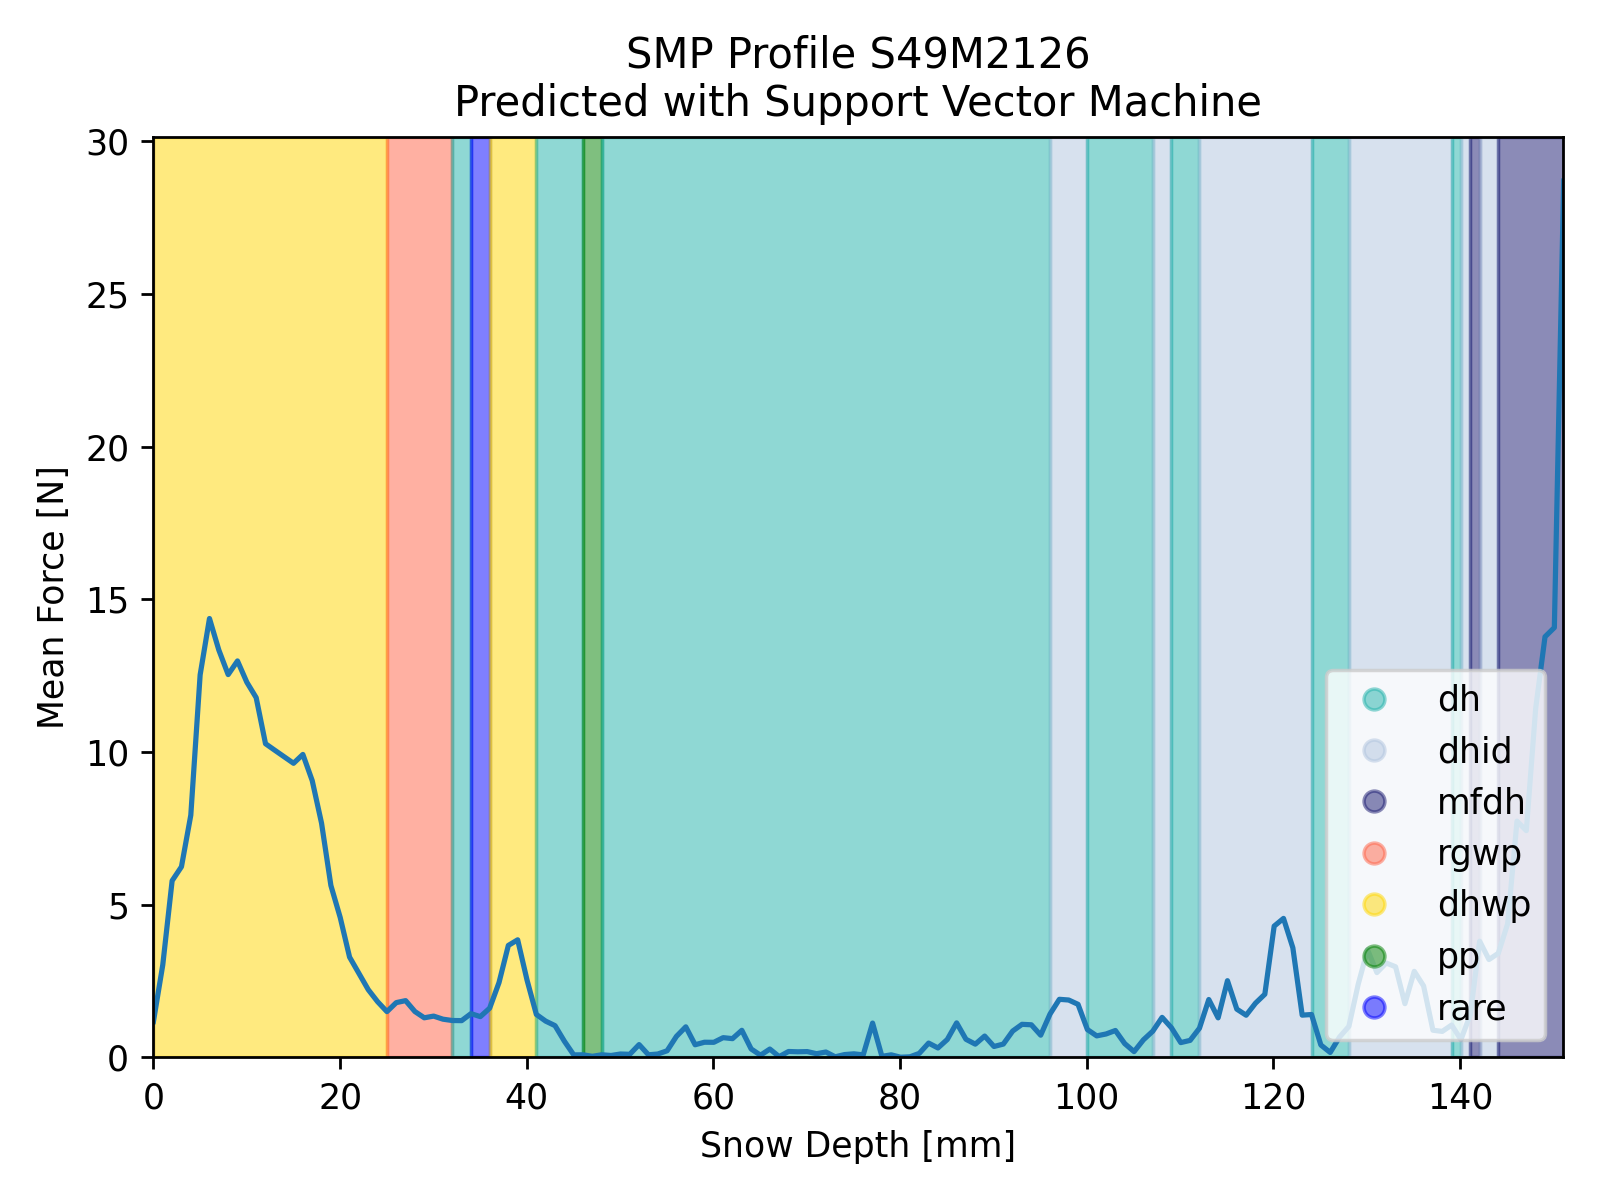 SMP Profile S49M2126
Predicted with Support Vector Machine
Mean Force [N]
30
25
20
15
10
5
0
0 20 40 60 80 100 120 140
Snow Depth [mm]
dh
dhid
mfdh
rgwp
dhwp
pp
rare